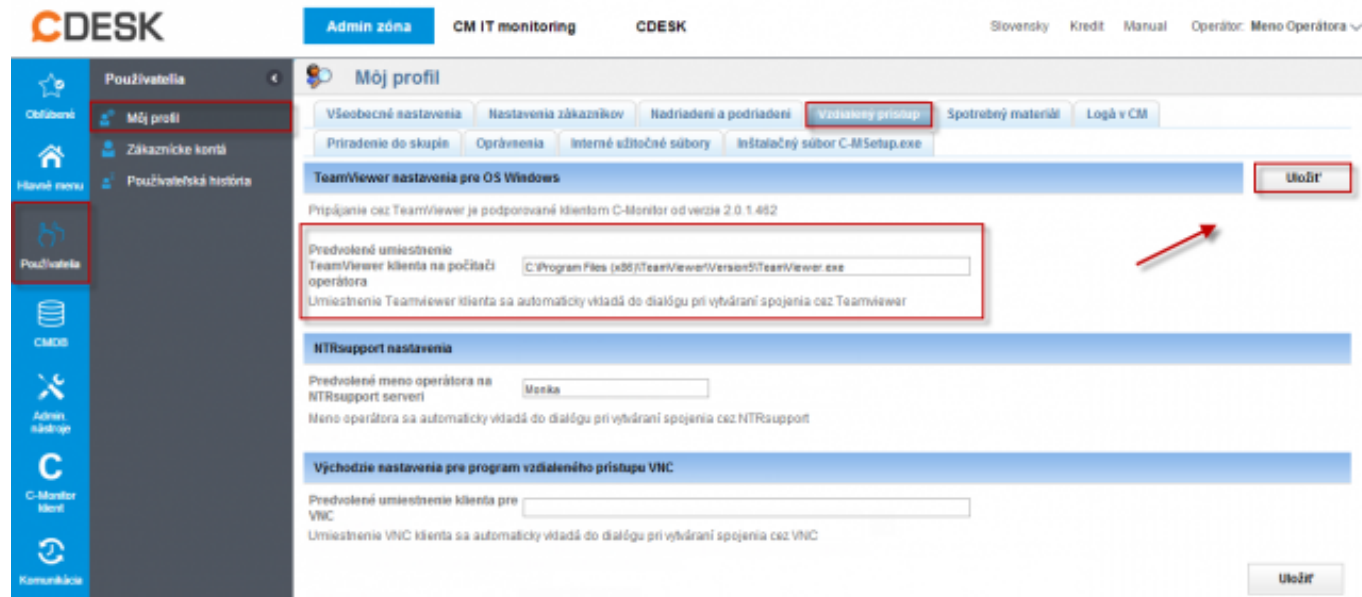 CDESK
Admin zóna CM IT monitoring CDESK Slovensky Kredit Manual Operátor: Meno Operátora
Obľúbené
Hlavné menu
Používatelia
CMDB
Admin. nástroje
C
C-Monitor klient
Komunikácia
Používatelia
Môj profil
Zákaznícke kontá
Používateľská história
Môj profil
Všeobecné nastavenia Nastavenia zákazníkov Nadriadení a podriadení Vzdialený prístup Spotrebný materiál Logá v CM
Priradenie do skupín Oprávnenia Interné užitočné súbory Inštalačný súbor C-MSetup.exe
TeamViewer nastavenia pre OS Windows Uložiť
Pripájanie cez TeamViewer je podporované klientom C-Monitor od verzie 2.0.1.462
Predvolené umiestnenie
TeamViewer klienta na počítači
operátora
C:\Program Files (x86)\TeamViewer\Version5\TeamViewer.exe
Umiestnenie Teamviewer klienta sa automaticky vkladá do dialógu pri vytváraní spojenia cez Teamviewer
NTRsupport nastavenia
Predvolené meno operátora na
NTRsupport serveri
Monika
Meno operátora sa automaticky vkladá do dialógu pri vytváraní spojenia cez NTRsupport
Východzie nastavenia pre program vzdialeného prístupu VNC
Predvolené umiestnenie klienta pre
VNC
Umiestnenie VNC klienta sa automaticky vkladá do dialógu pri vytváraní spojenia cez VNC
Uložiť